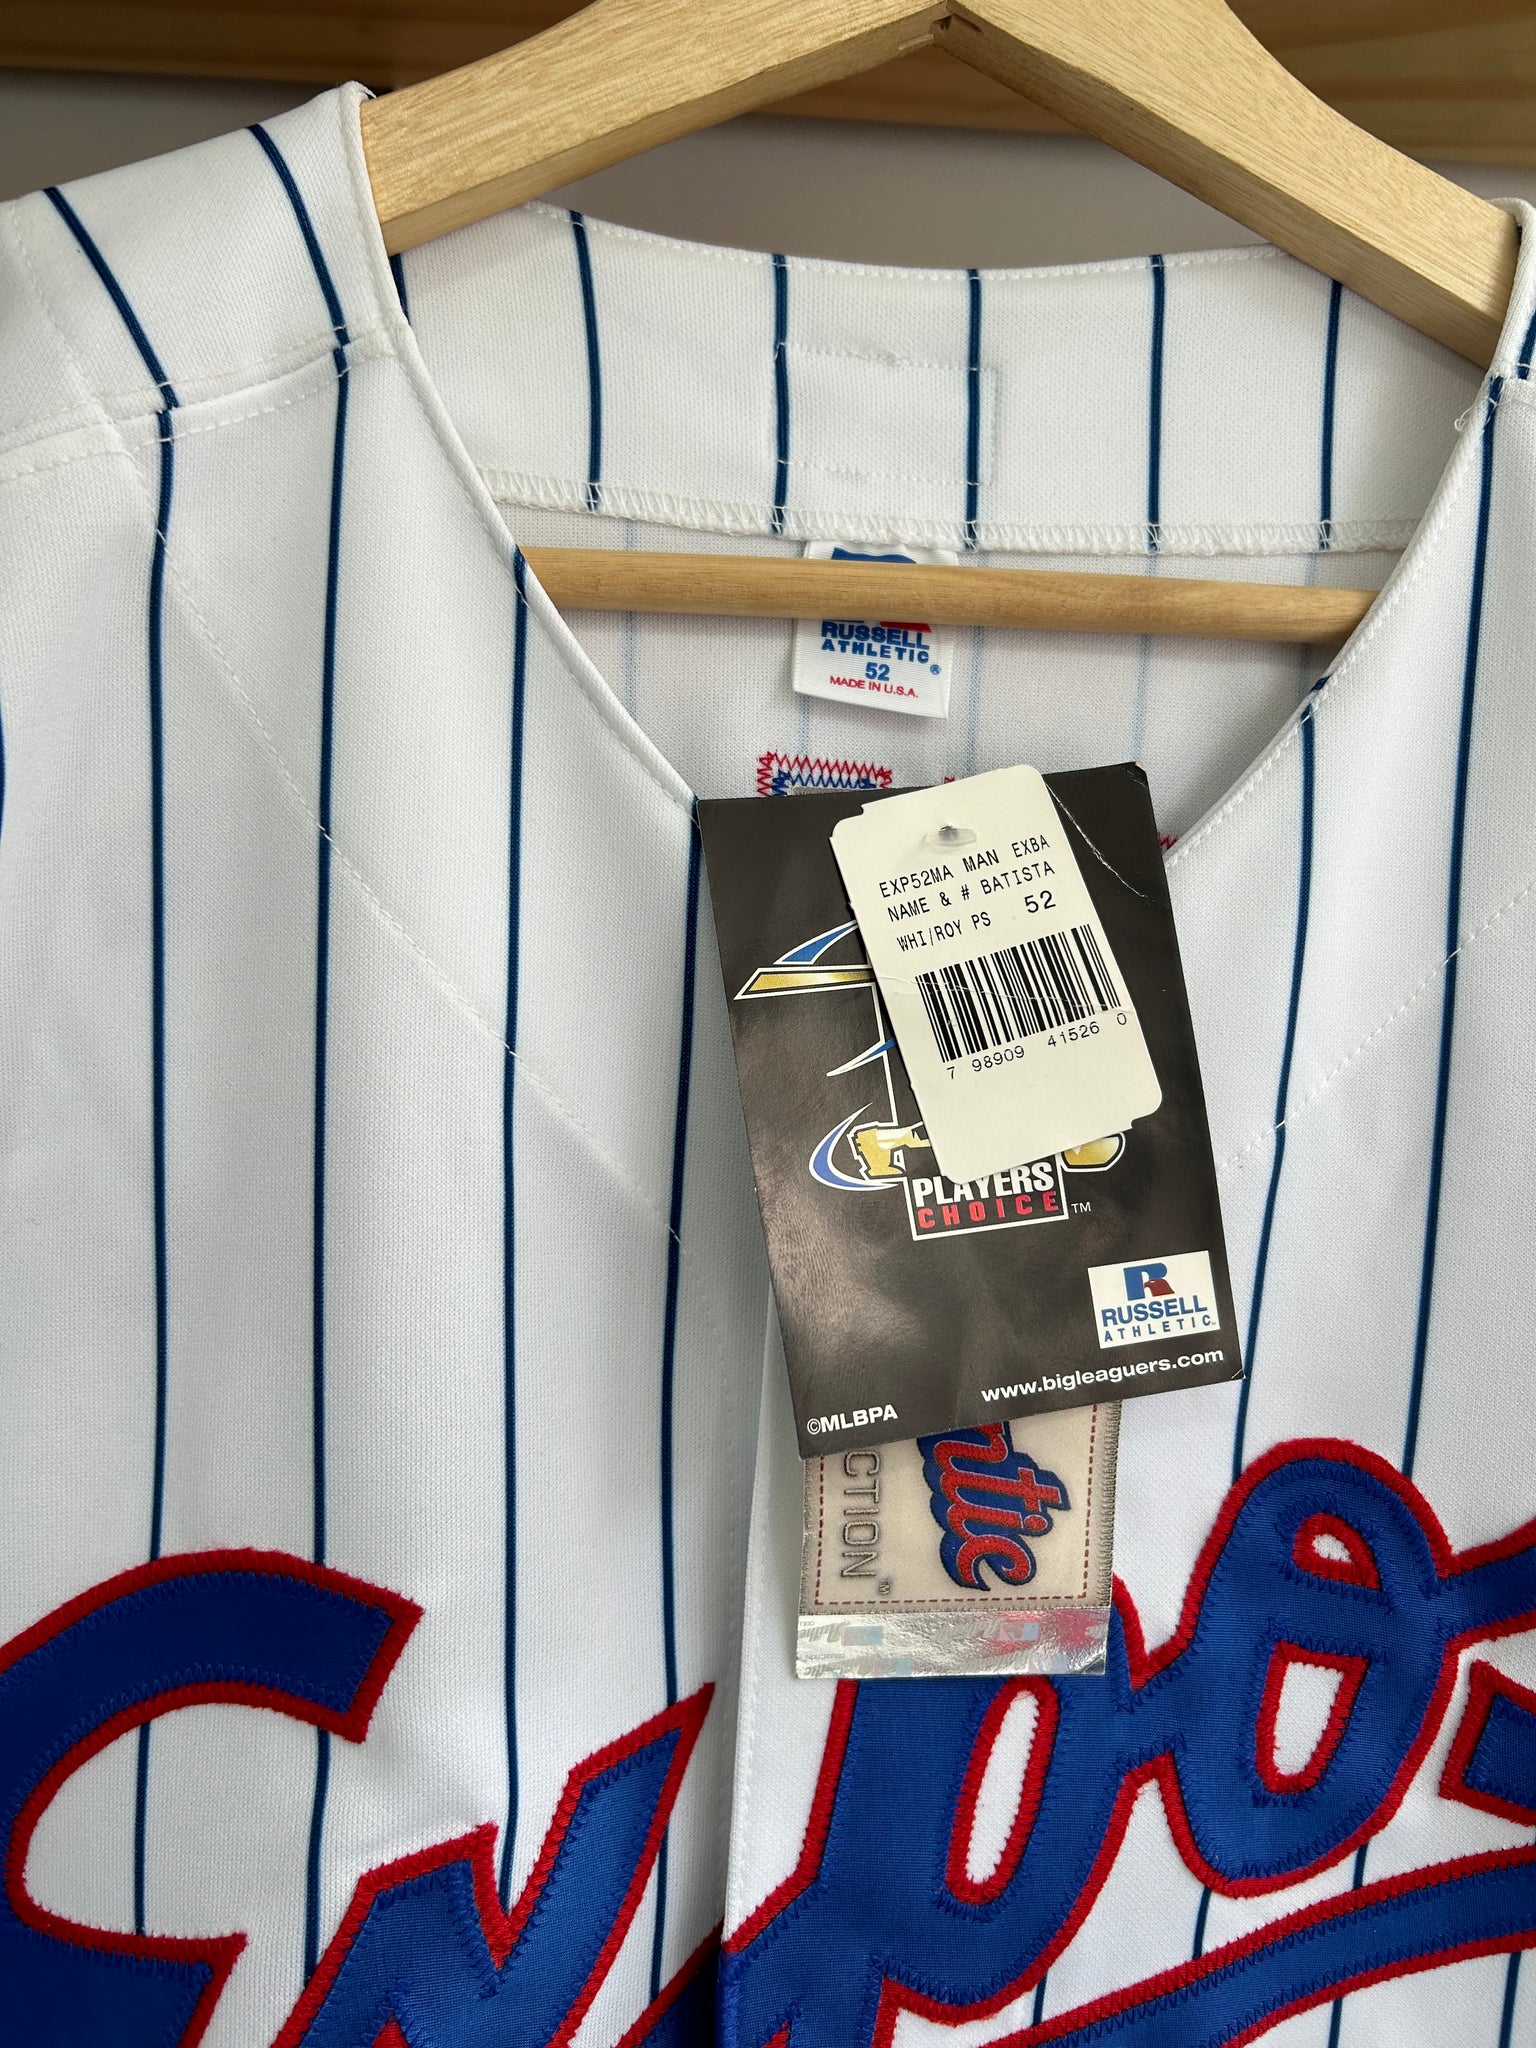 RUSSELL
ATHLETIC®
52
MADE IN U.S.A.
EXP52MA MAN EXBA
NAME & # BATISTA
WHI/ROY PS 52
7 98909 41526 0
PLAYERS
CHOICE™
R
RUSSELL
ATHLETIC
www.bigleaguers.com
©MLBPA